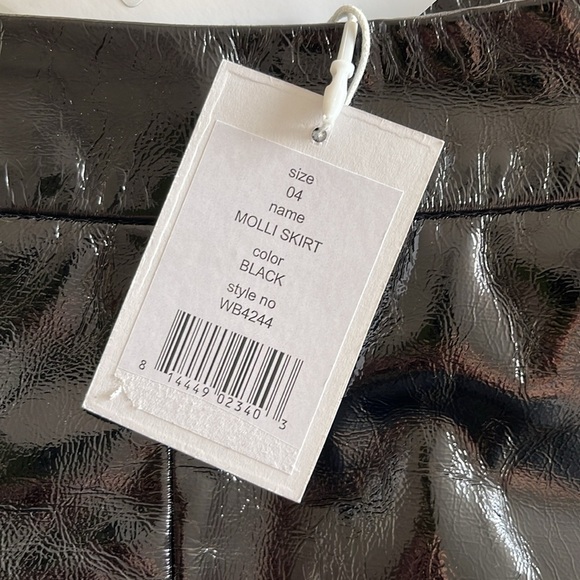 size
04
name
MOLLI SKIRT
color
BLACK
style no
WB4244
8 14449 02340 3